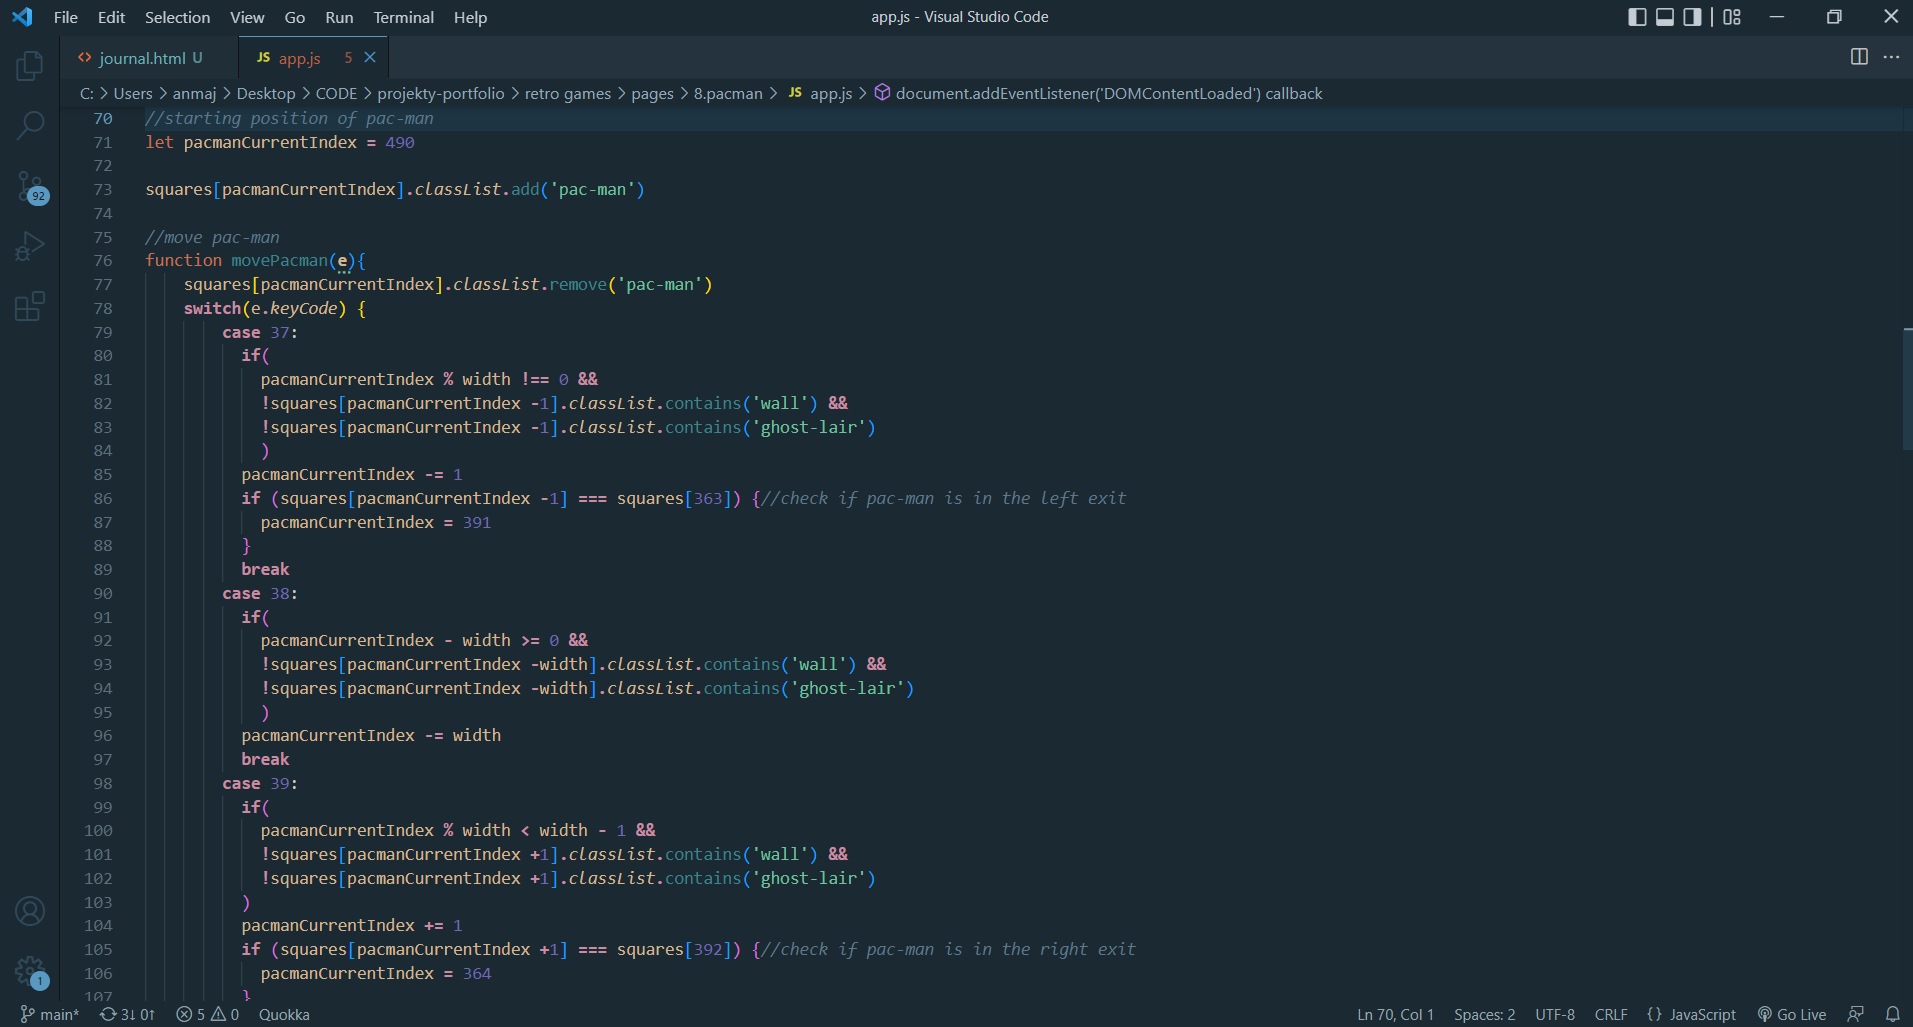 File Edit Selection View Go Run Terminal Help app.js - Visual Studio Code
journal.html U JS app.js 5
C: > Users > anmaj > Desktop > CODE > projekty-portfolio > retro games > pages > 8.pacman > JS app.js > document.addEventListener('DOMContentLoaded') callback
70 //starting position of pac-man
71 let pacmanCurrentIndex = 490
72
73 squares[pacmanCurrentIndex].classList.add('pac-man')
74
75 //move pac-man
76 function movePacman(e){
77 squares[pacmanCurrentIndex].classList.remove('pac-man')
78 switch(e.keyCode) {
79 case 37:
80 if(
81 pacmanCurrentIndex % width !== 0 &&
82 !squares[pacmanCurrentIndex -1].classList.contains('wall') &&
83 !squares[pacmanCurrentIndex -1].classList.contains('ghost-lair')
84 )
85 pacmanCurrentIndex -= 1
86 if (squares[pacmanCurrentIndex -1] === squares[363]) {//check if pac-man is in the left exit
87 pacmanCurrentIndex = 391
88 }
89 break
90 case 38:
91 if(
92 pacmanCurrentIndex - width >= 0 &&
93 !squares[pacmanCurrentIndex -width].classList.contains('wall') &&
94 !squares[pacmanCurrentIndex -width].classList.contains('ghost-lair')
95 )
96 pacmanCurrentIndex -= width
97 break
98 case 39:
99 if(
100 pacmanCurrentIndex % width < width - 1 &&
101 !squares[pacmanCurrentIndex +1].classList.contains('wall') &&
102 !squares[pacmanCurrentIndex +1].classList.contains('ghost-lair')
103 )
104 pacmanCurrentIndex += 1
105 if (squares[pacmanCurrentIndex +1] === squares[392]) {//check if pac-man is in the right exit
106 pacmanCurrentIndex = 364
107 }
92
1
main* 3↓ 0↑ 5 0 Quokka Ln 70, Col 1 Spaces: 2 UTF-8 CRLF {} JavaScript Go Live